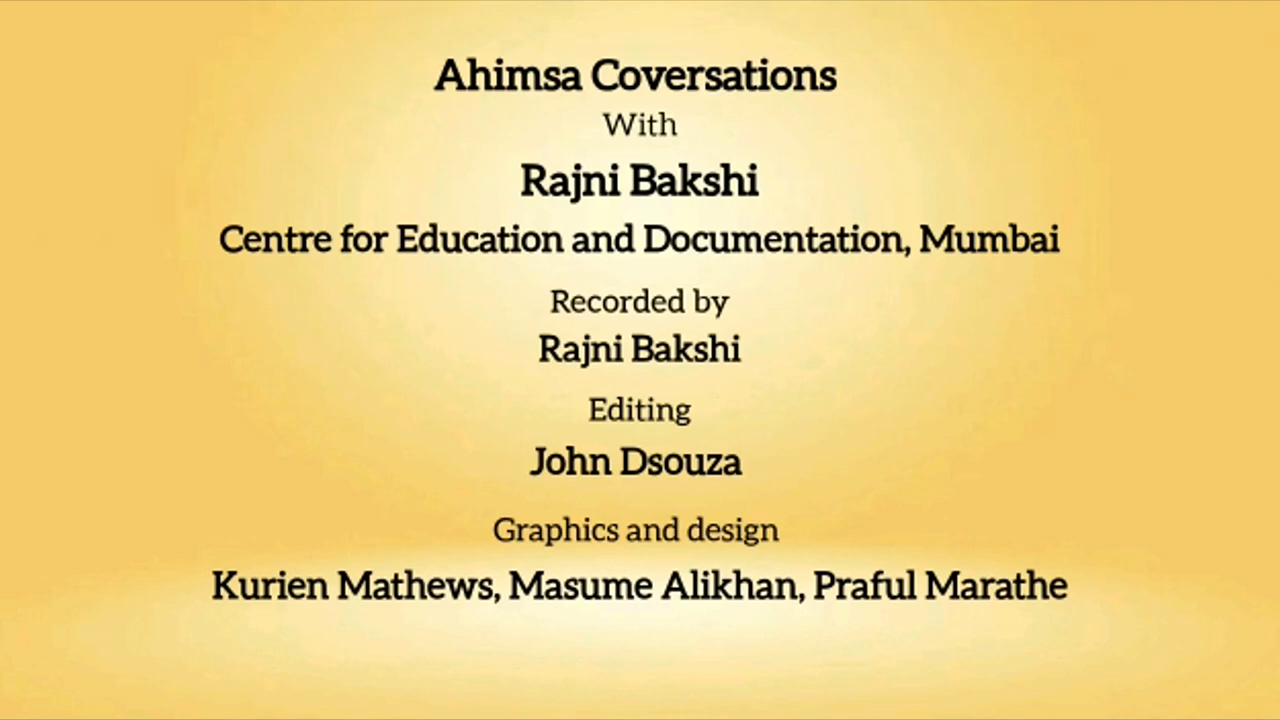 Ahimsa Coversations
With
Rajni Bakshi
Centre for Education and Documentation, Mumbai
Recorded by
Rajni Bakshi
Editing
John Dsouza
Graphics and design
Kurien Mathews, Masume Alikhan, Praful Marathe